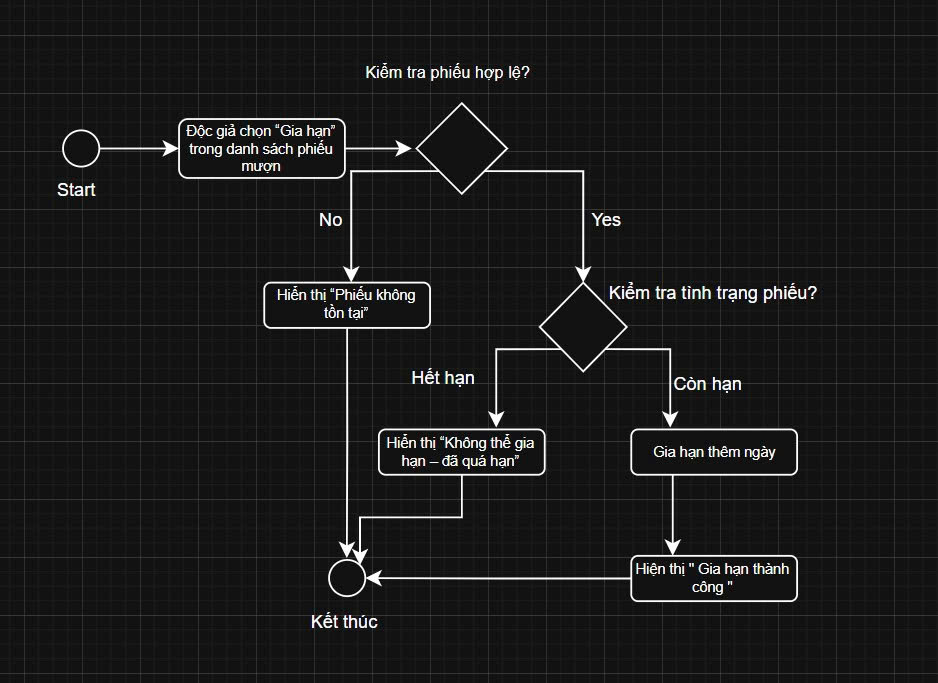 Kiểm tra phiếu hợp lệ?
Độc giả chọn “Gia hạn”
trong danh sách phiếu
mượn
Start
No
Yes
Hiển thị “Phiếu không
tồn tại”
Kiểm tra tình trạng phiếu?
Hết hạn
Còn hạn
Hiển thị “Không thể gia
hạn – đã quá hạn”
Gia hạn thêm ngày
Hiện thị " Gia hạn thành
công "
Kết thúc